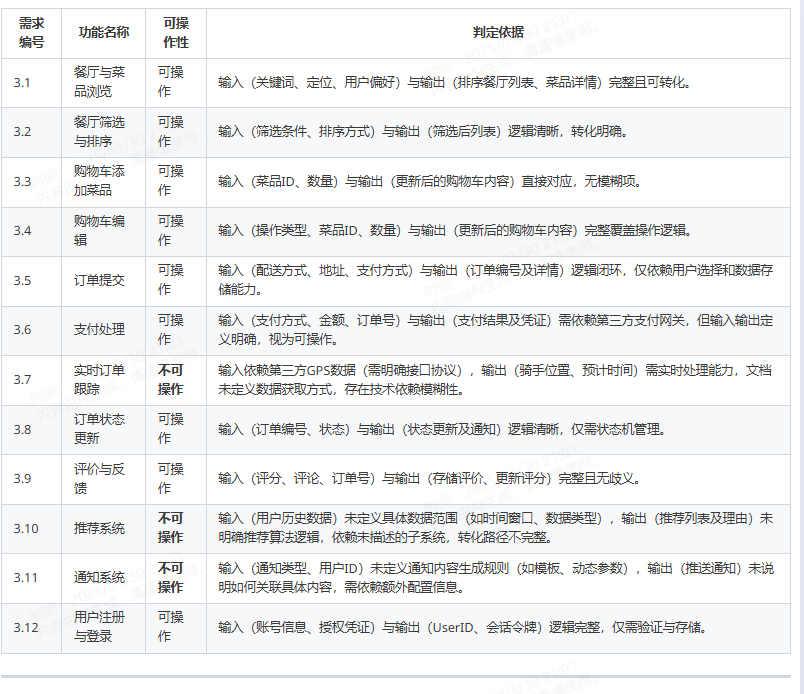 需求编号 功能名称 可操作性 判定依据
3.1 餐厅与菜品浏览 可操作 输入（关键词、定位、用户偏好）与输出（排序餐厅列表、菜品详情）完整且可转化。
3.2 餐厅筛选与排序 可操作 输入（筛选条件、排序方式）与输出（筛选后列表）逻辑清晰，转化明确。
3.3 购物车添加菜品 可操作 输入（菜品ID、数量）与输出（更新后的购物车内容）直接对应，无模糊项。
3.4 购物车编辑 可操作 输入（操作类型、菜品ID、数量）与输出（更新后的购物车内容）完整覆盖操作逻辑。
3.5 订单提交 可操作 输入（配送方式、地址、支付方式）与输出（订单编号及详情）逻辑闭环，仅依赖用户选择和数据存
储能力。
3.6 支付处理 可操作 输入（支付方式、金额、订单号）与输出（支付结果及凭证）需依赖第三方支付网关，但输入输出定
义明确，视为可操作。
3.7 实时订单跟踪 不可操作 输入依赖第三方GPS数据（需明确接口协议），输出（骑手位置、预计时间）需实时处理能力，文档
未定义数据获取方式，存在技术依赖模糊性。
3.8 订单状态更新 可操作 输入（订单编号、状态）与输出（状态更新及通知）逻辑清晰，仅需状态机管理。
3.9 评价与反馈 可操作 输入（评分、评论、订单号）与输出（存储评价、更新评分）完整且无歧义。
3.10 推荐系统 不可操作 输入（用户历史数据）未定义具体数据范围（如时间窗口、数据类型），输出（推荐列表及理由）未
明确推荐算法逻辑，依赖未描述的子系统，转化路径不完整。
3.11 通知系统 不可操作 输入（通知类型、用户ID）未定义通知内容生成规则（如模板、动态参数），输出（推送通知）未说
明如何关联具体内容，需依赖额外配置信息。
3.12 用户注册与登录 可操作 输入（账号信息、授权凭证）与输出（UserID、会话令牌）逻辑完整，仅需验证与存储。